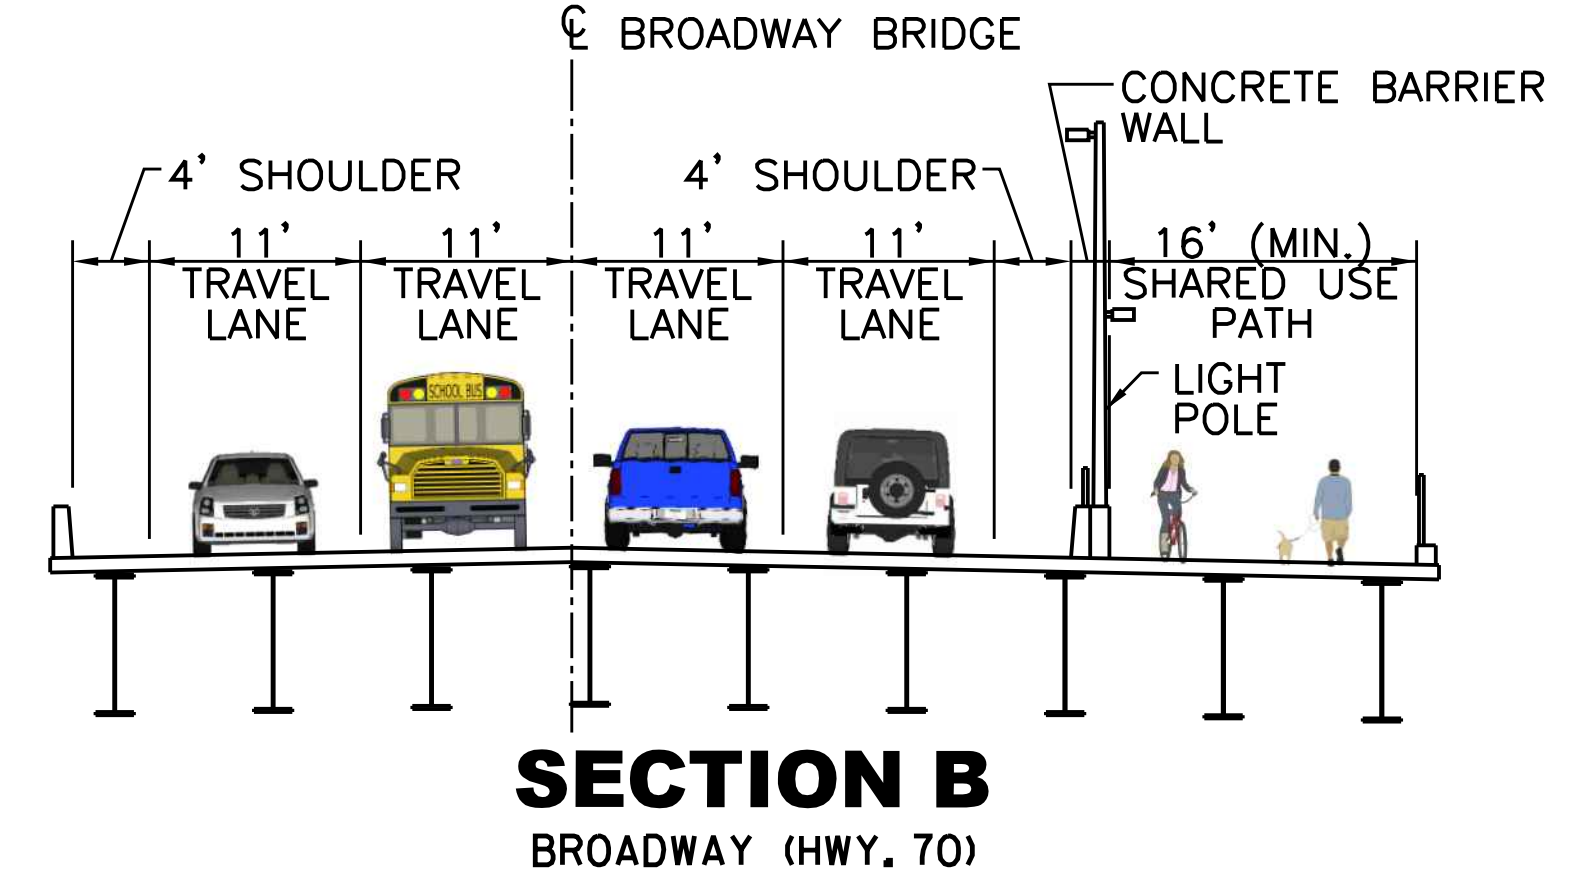 ℄ BROADWAY BRIDGE
CONCRETE BARRIER
WALL
4' SHOULDER
4' SHOULDER
11'
TRAVEL
LANE
11'
TRAVEL
LANE
11'
TRAVEL
LANE
11'
TRAVEL
LANE
16' (MIN.)
SHARED USE
PATH
LIGHT
POLE
SCHOOL BUS
SECTION B
BROADWAY (HWY. 70)